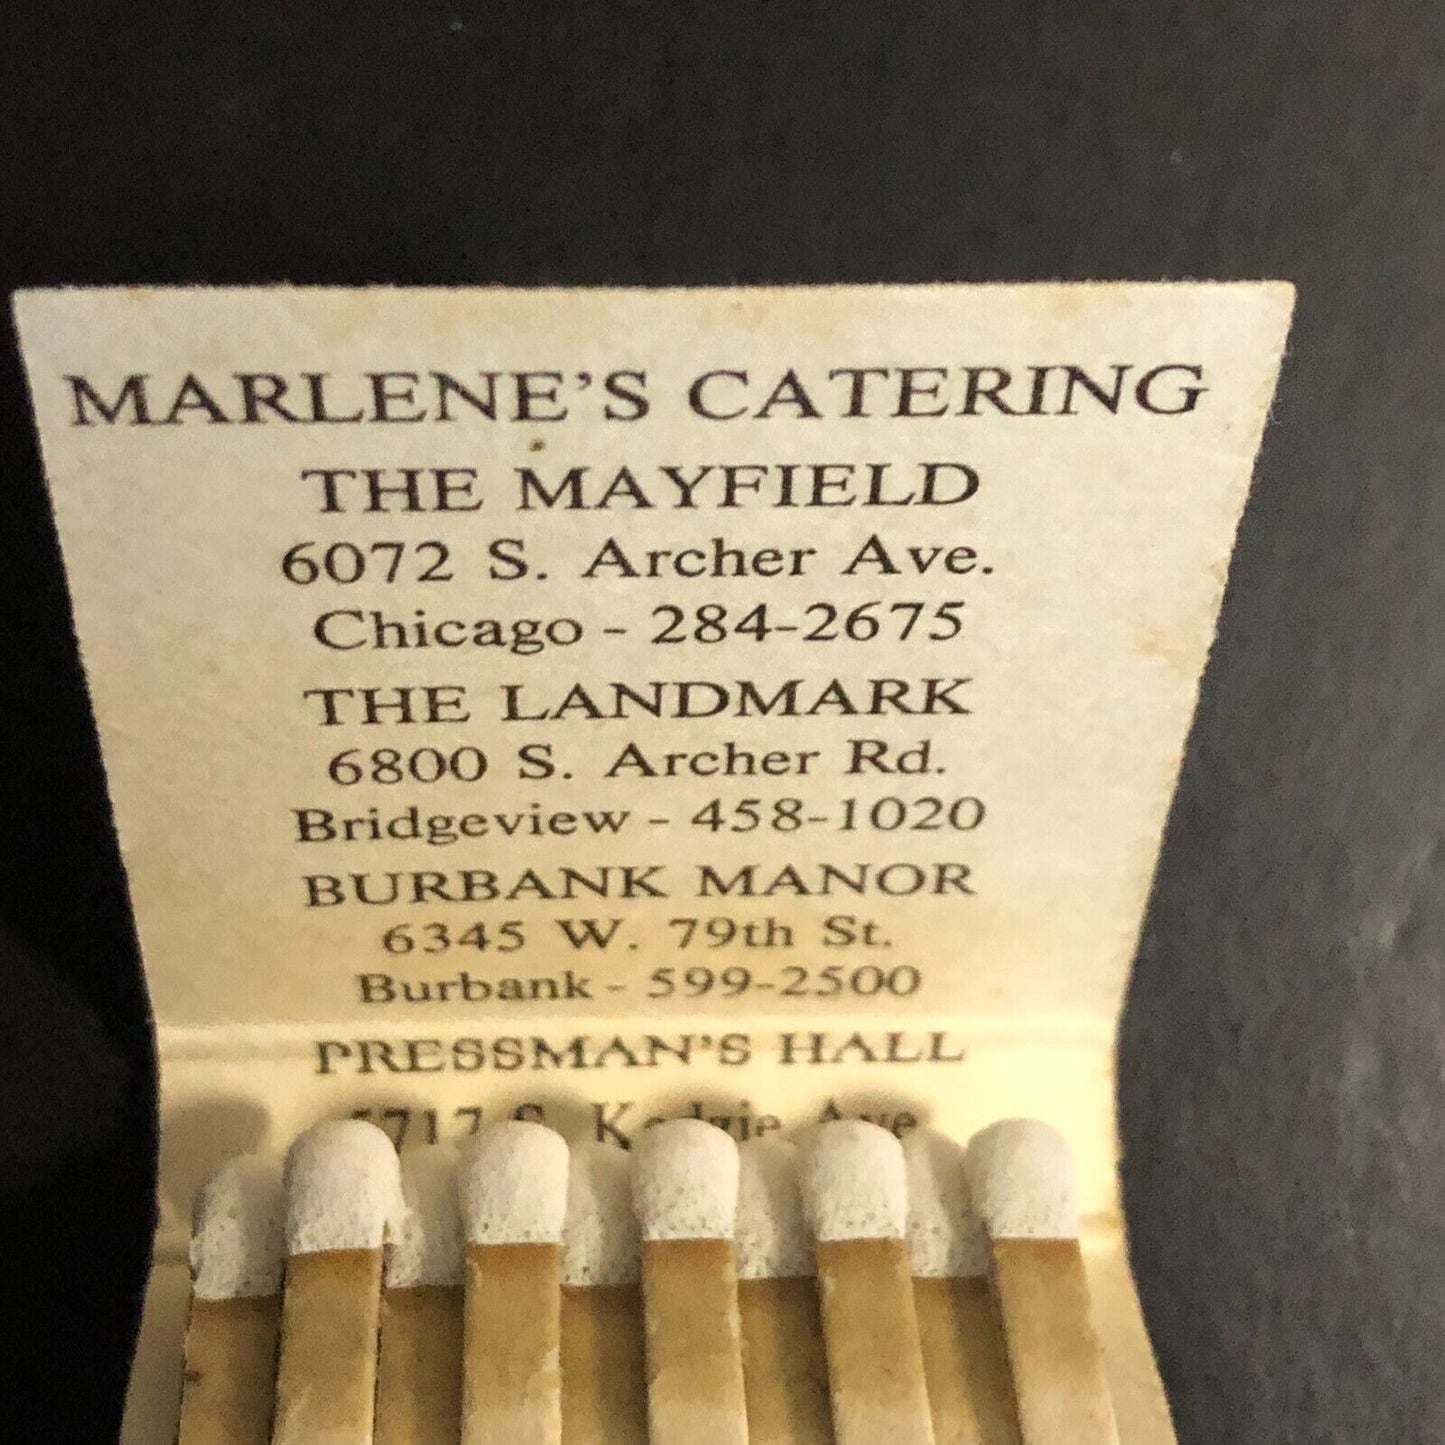 MARLENE'S CATERING
THE MAYFIELD
6072 S. Archer Ave.
Chicago - 284-2675
THE LANDMARK
6800 S. Archer Rd.
Bridgeview - 458-1020
BURBANK MANOR
6345 W. 79th St.
Burbank - 599-2500
PRESSMAN'S HALL
S. Ave.